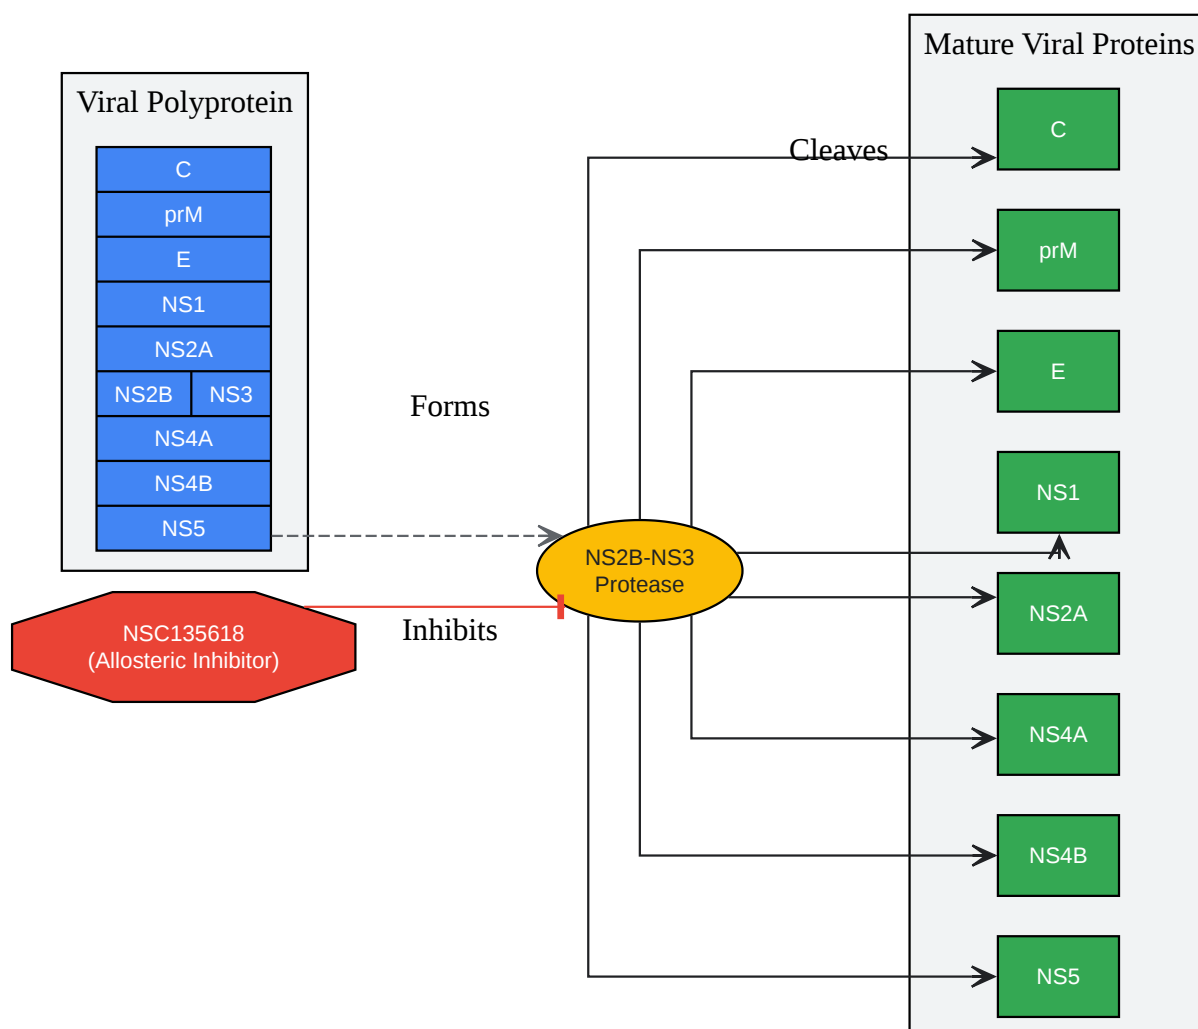 Viral Polyprotein
C
prM
E
NS1
NS2A
NS2B NS3
NS4A
NS4B
NS5
NSC135618
(Allosteric Inhibitor)
Forms
Inhibits
NS2B-NS3
Protease
Cleaves
Mature Viral Proteins
C
prM
E
NS1
NS2A
NS4A
NS4B
NS5